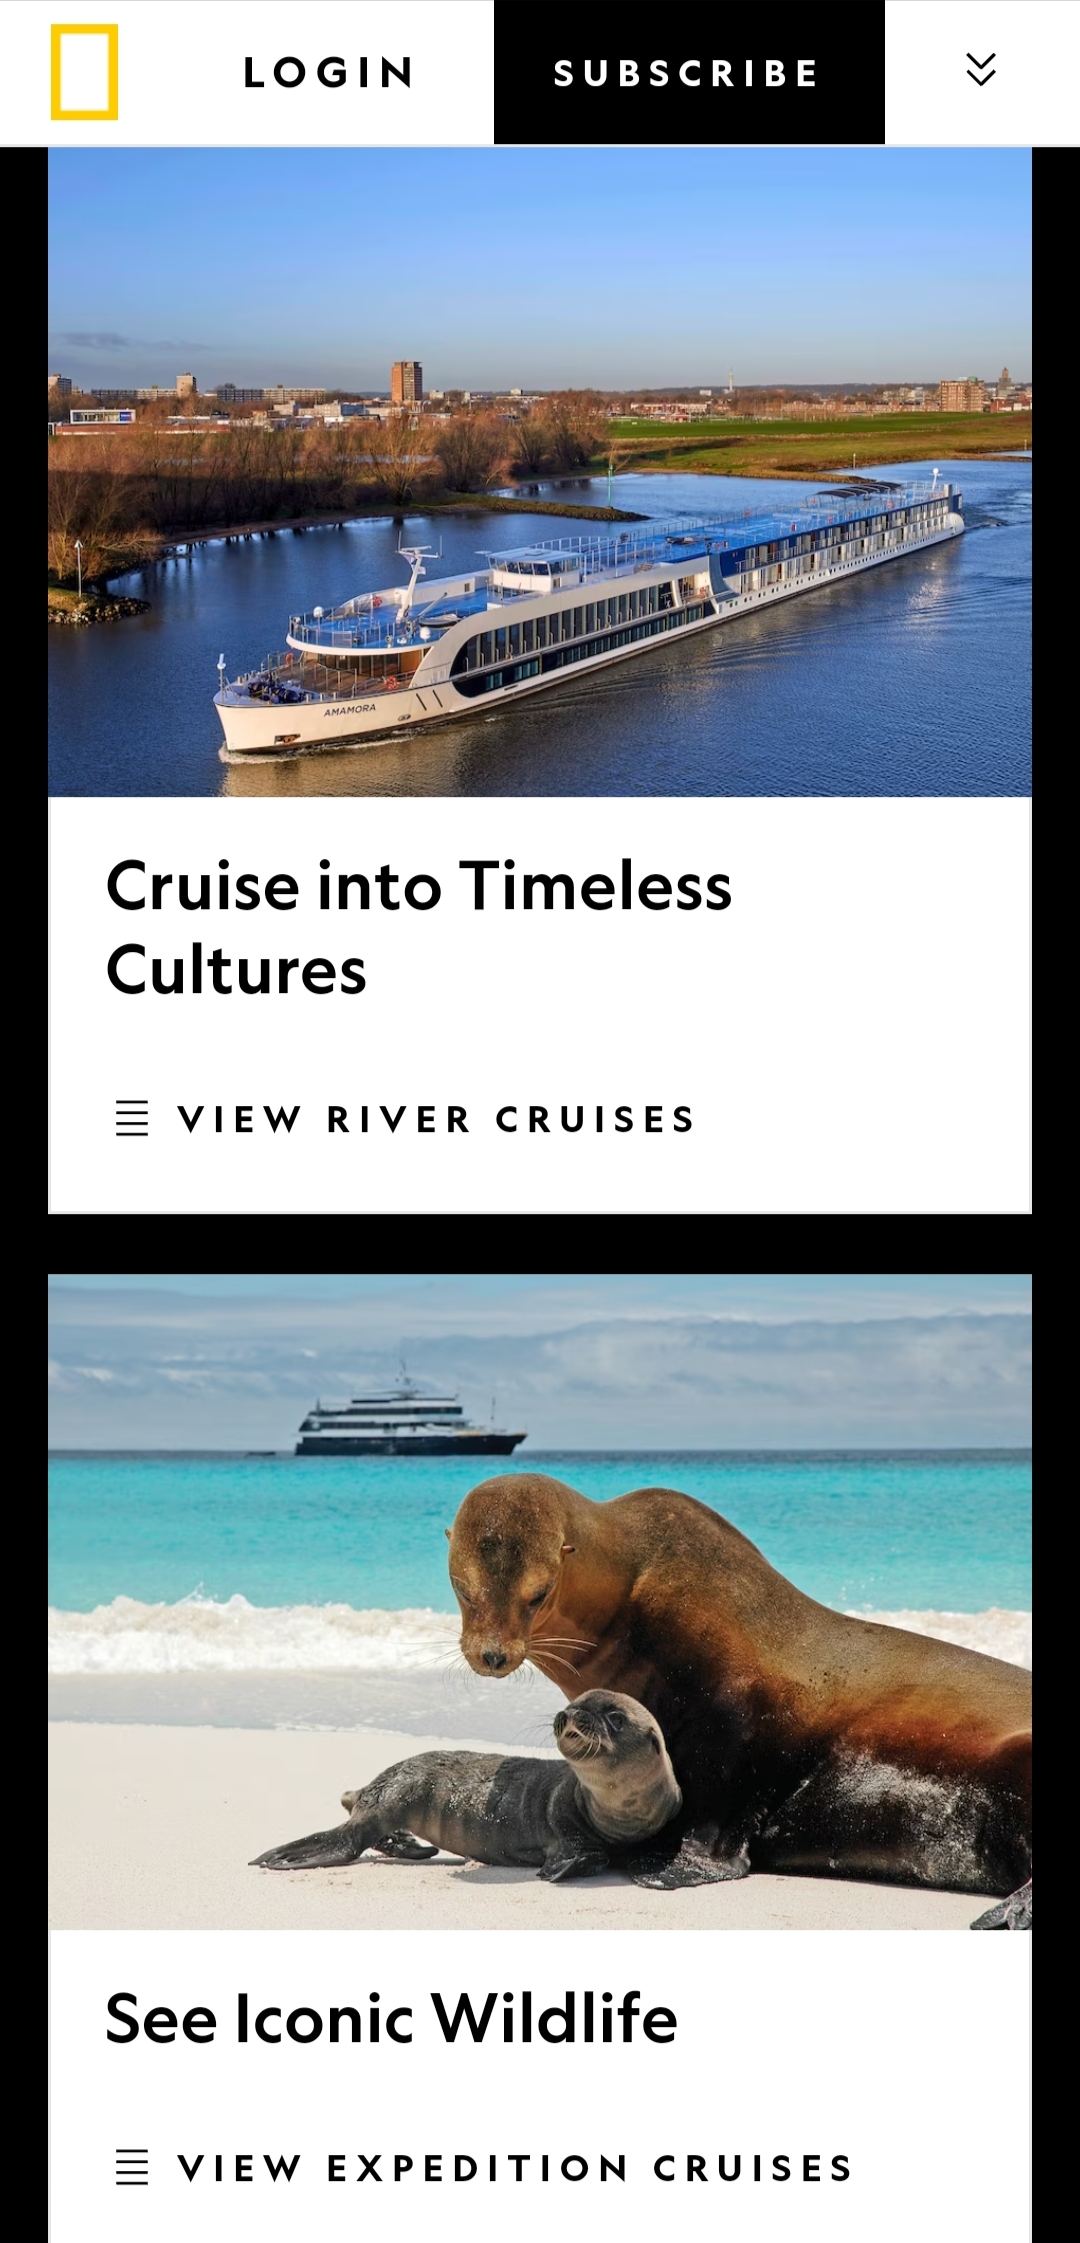 LOGIN
SUBSCRIBE
AMAMORA
Cruise into Timeless
Cultures
VIEW RIVER CRUISES
See Iconic Wildlife
VIEW EXPEDITION CRUISES